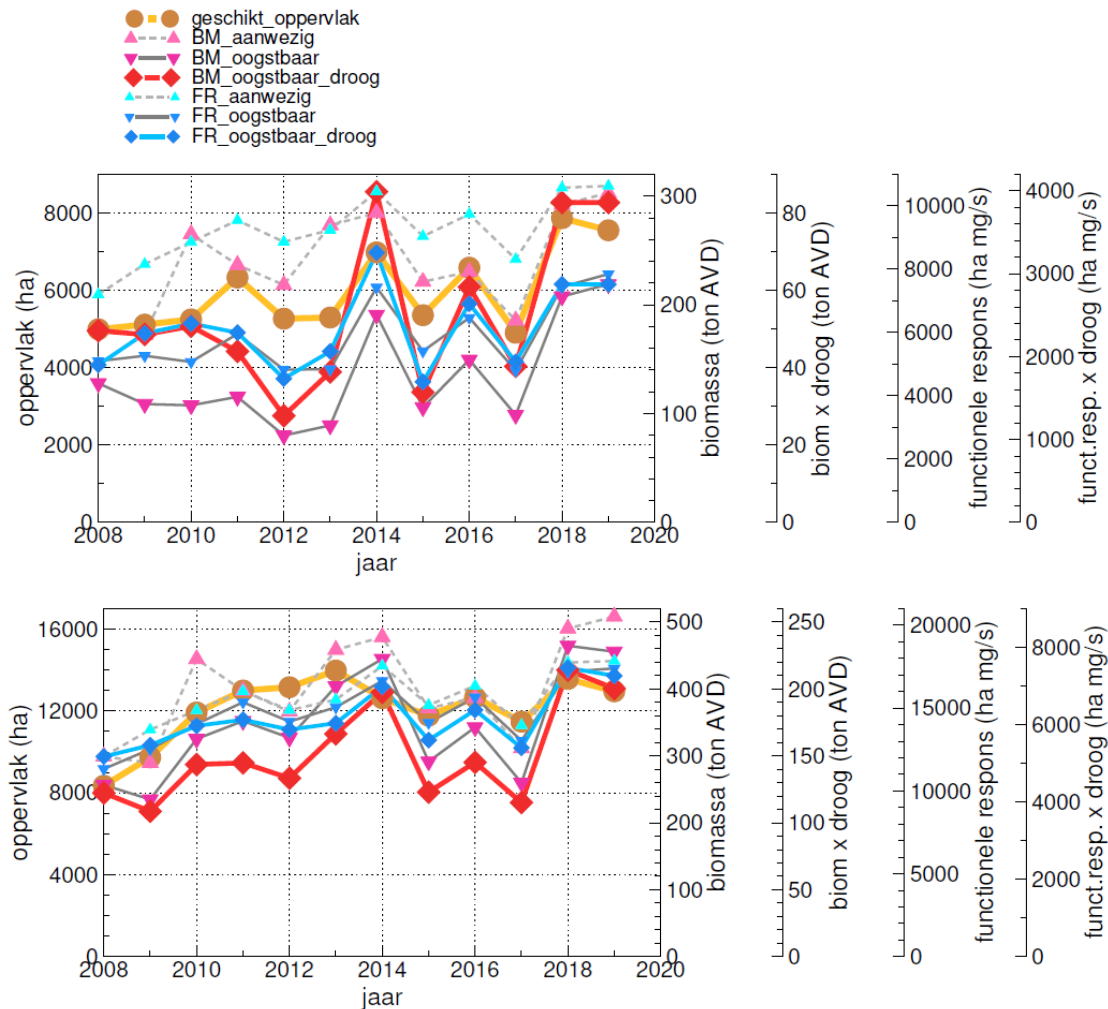 geschikt_oppervlak
BM_aanwezig
BM_oogstbaar
BM_oogstbaar_droog
FR_aanwezig
FR_oogstbaar
FR_oogstbaar_droog
oppervlak (ha)
0
2000
4000
6000
8000
2008 2010 2012 2014 2016 2018 2020
jaar
biomassa (ton AVD)
0
100
200
300
biom x droog (ton AVD)
0
20
40
60
80
functionele respons (ha mg/s)
0
2000
4000
6000
8000
10000
funct.resp. x droog (ha mg/s)
0
1000
2000
3000
4000
oppervlak (ha)
0
4000
8000
12000
16000
2008 2010 2012 2014 2016 2018 2020
jaar
biomassa (ton AVD)
0
100
200
300
400
500
biom x droog (ton AVD)
0
50
100
150
200
250
functionele respons (ha mg/s)
0
5000
10000
15000
20000
funct.resp. x droog (ha mg/s)
0
2000
4000
6000
8000